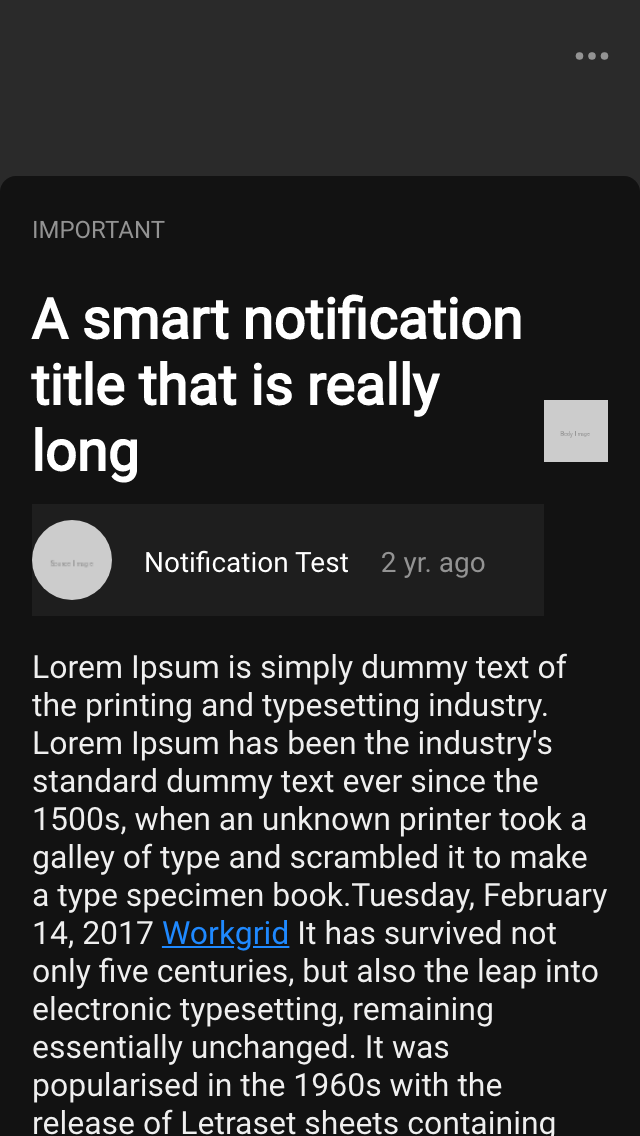 IMPORTANT
A smart notification
title that is really
long
Notification Test 2 yr. ago
Lorem Ipsum is simply dummy text of
the printing and typesetting industry.
Lorem Ipsum has been the industry's
standard dummy text ever since the
1500s, when an unknown printer took a
galley of type and scrambled it to make
a type specimen book.Tuesday, February
14, 2017 Workgrid It has survived not
only five centuries, but also the leap into
electronic typesetting, remaining
essentially unchanged. It was
popularised in the 1960s with the
release of Letraset sheets containing